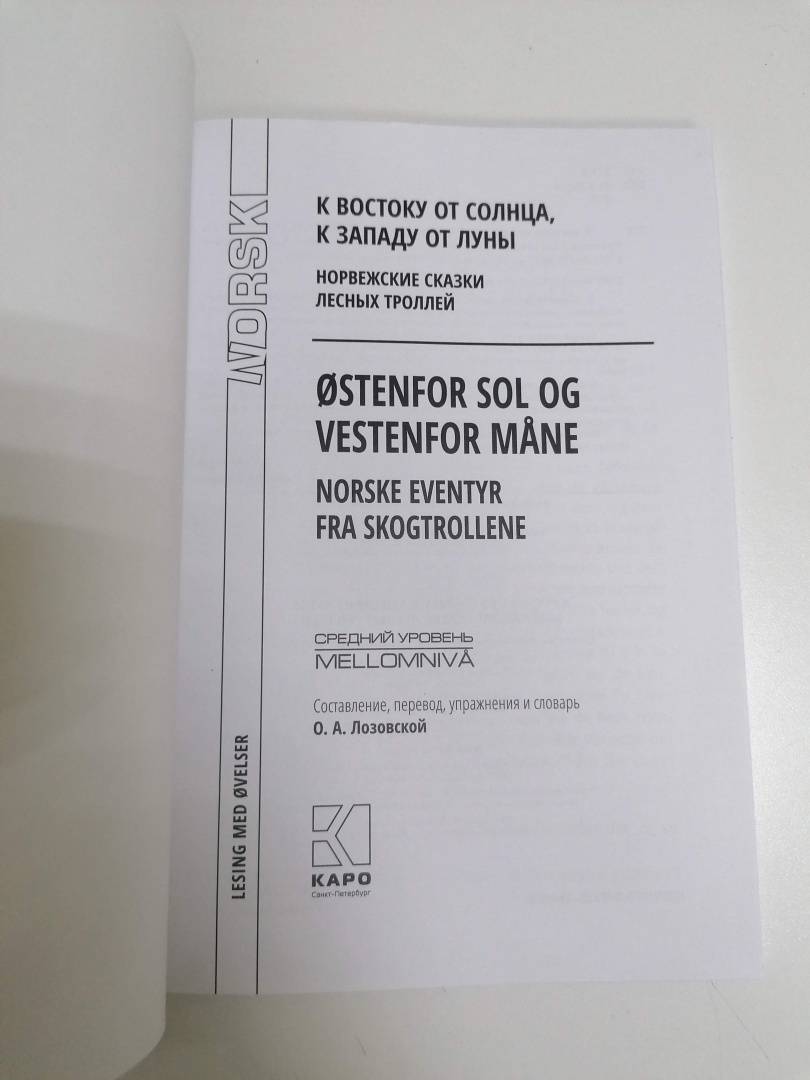 NORSK
К ВОСТОКУ ОТ СОЛНЦА,
К ЗАПАДУ ОТ ЛУНЫ
НОРВЕЖСКИЕ СКАЗКИ
ЛЕСНЫХ ТРОЛЛЕЙ
ØSTENFOR SOL OG
VESTENFOR MÅNE
NORSKE EVENTYR
FRA SKOGTROLLENE
СРЕДНИЙ УРОВЕНЬ
MELLOMNIVÅ
Составление, перевод, упражнения и словарь
О. А. Лозовской
LESING MED ØVELSER
КАРО
Санкт-Петербург